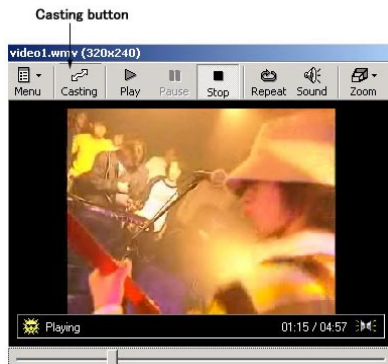 Casting button
video1.wmv (320x240)
Menu Casting Play Pause Stop Repeat Sound Zoom
Playing 01:15 / 04:57